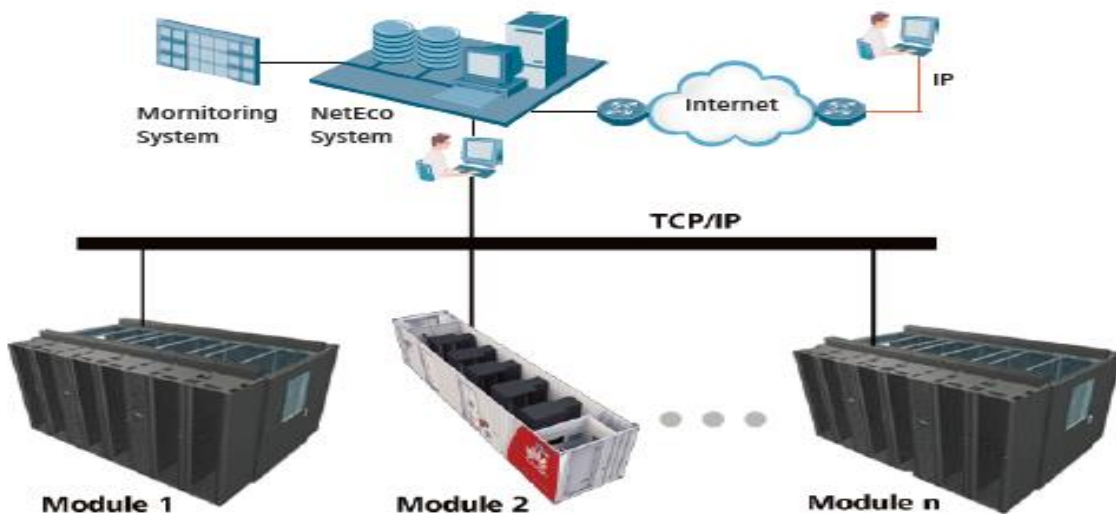 Mornitoring
System
NetEco
System
Internet
IP
TCP/IP
Module 1
Module 2
Module n